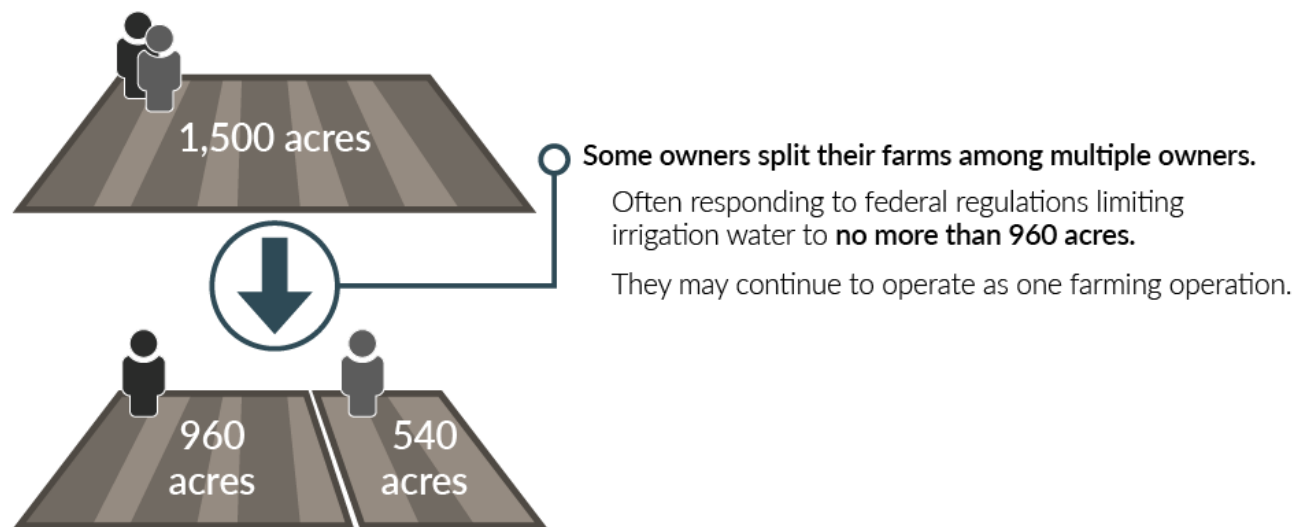 1,500 acres
Some owners split their farms among multiple owners.
Often responding to federal regulations limiting
irrigation water to no more than 960 acres.
They may continue to operate as one farming operation.
960
acres
540
acres